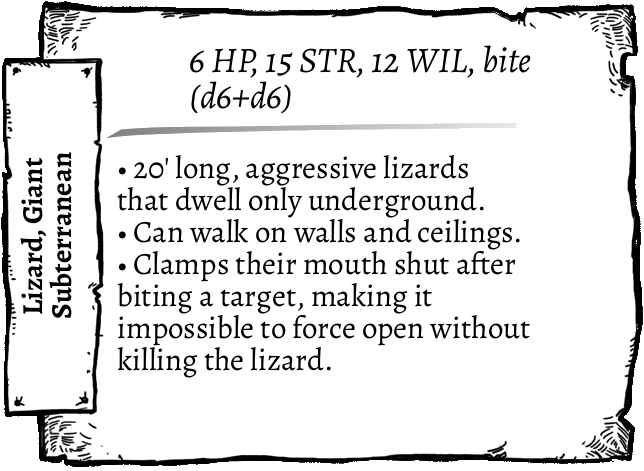 Lizard, Giant
Subterranean
6 HP, 15 STR, 12 WIL, bite
(d6+d6)
• 20' long, aggressive lizards
that dwell only underground.
• Can walk on walls and ceilings.
• Clamps their mouth shut after
biting a target, making it
impossible to force open without
killing the lizard.